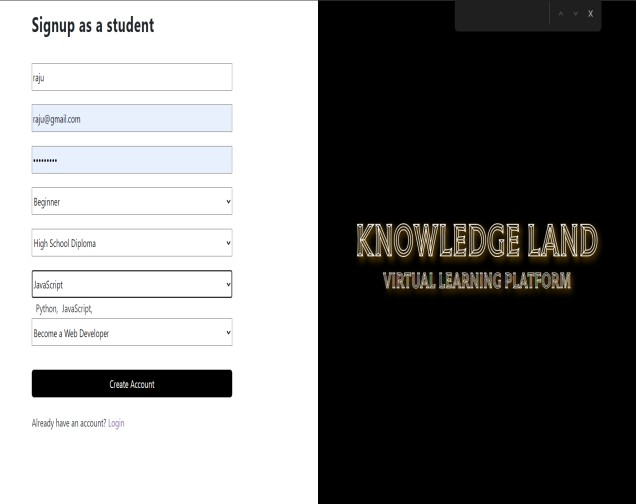 Signup as a student
raju
raju@gmail.com
•••••••••
Beginner
High School Diploma
JavaScript
Python, JavaScript,
Become a Web Developer
Create Account
Already have an account? Login
X
KNOWLEDGE LAND
VIRTUAL LEARNING PLATFORM